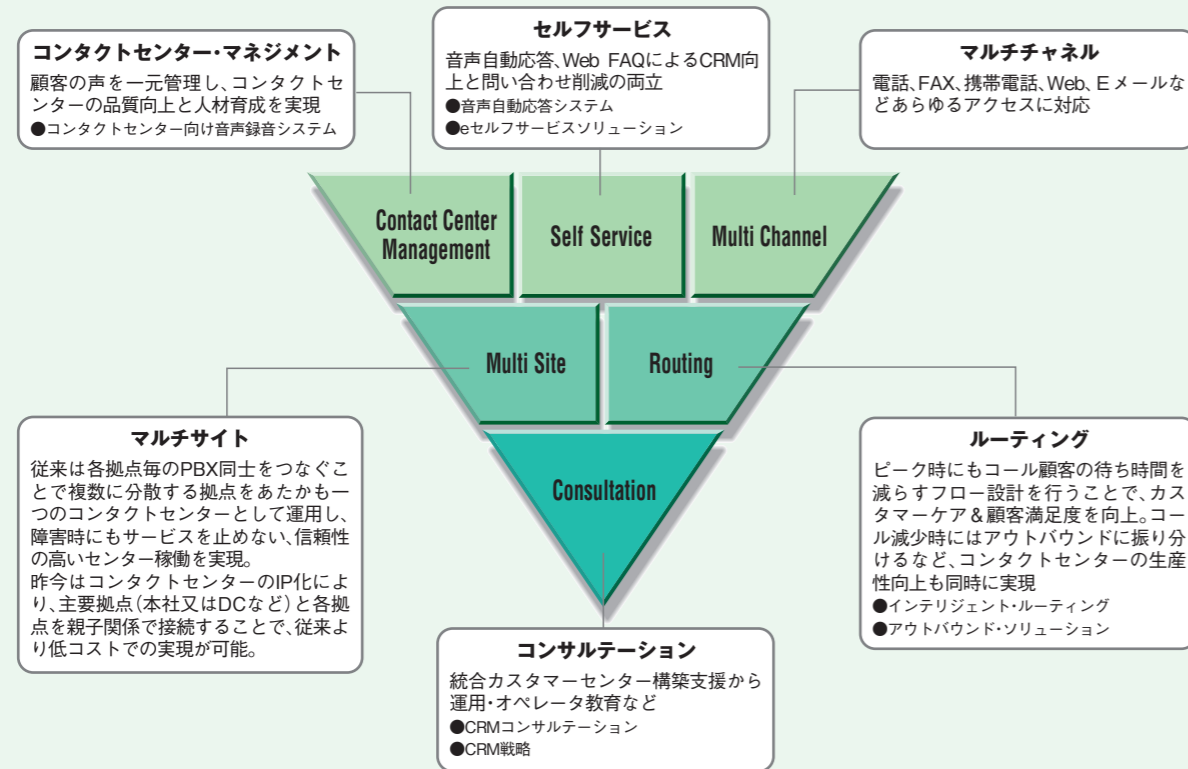 コンタクトセンター・マネジメント
顧客の声を一元管理し、コンタクトセ
ンターの品質向上と人材育成を実現
●コンタクトセンター向け音声録音システム
セルフサービス
音声自動応答、Web FAQによるCRM向
上と問い合わせ削減の両立
●音声自動応答システム
●eセルフサービスソリューション
マルチチャネル
電話、FAX、携帯電話、Web、Eメールな
どあらゆるアクセスに対応
Contact Center
Management
Self Service
Multi Channel
Multi Site
Routing
Consultation
マルチサイト
従来は各拠点毎のPBX同士をつなぐこ
とで複数に分散する拠点をあたかも一
つのコンタクトセンターとして運用し、
障害時にもサービスを止めない、信頼性
の高いセンター稼働を実現。
昨今はコンタクトセンターのIP化によ
り、主要拠点(本社又はDCなど)と各拠
点を親子関係で接続することで、従来よ
り低コストでの実現が可能。
ルーティング
ピーク時にもコール顧客の待ち時間を
減らすフロー設計を行うことで、カス
タマーケア&顧客満足度を向上。コー
ル減少時にはアウトバウンドに振り分
けるなど、コンタクトセンターの生産
性向上も同時に実現
●インテリジェント・ルーティング
●アウトバウンド・ソリューション
コンサルテーション
統合カスタマーセンター構築支援から
運用・オペレータ教育など
●CRMコンサルテーション
●CRM戦略